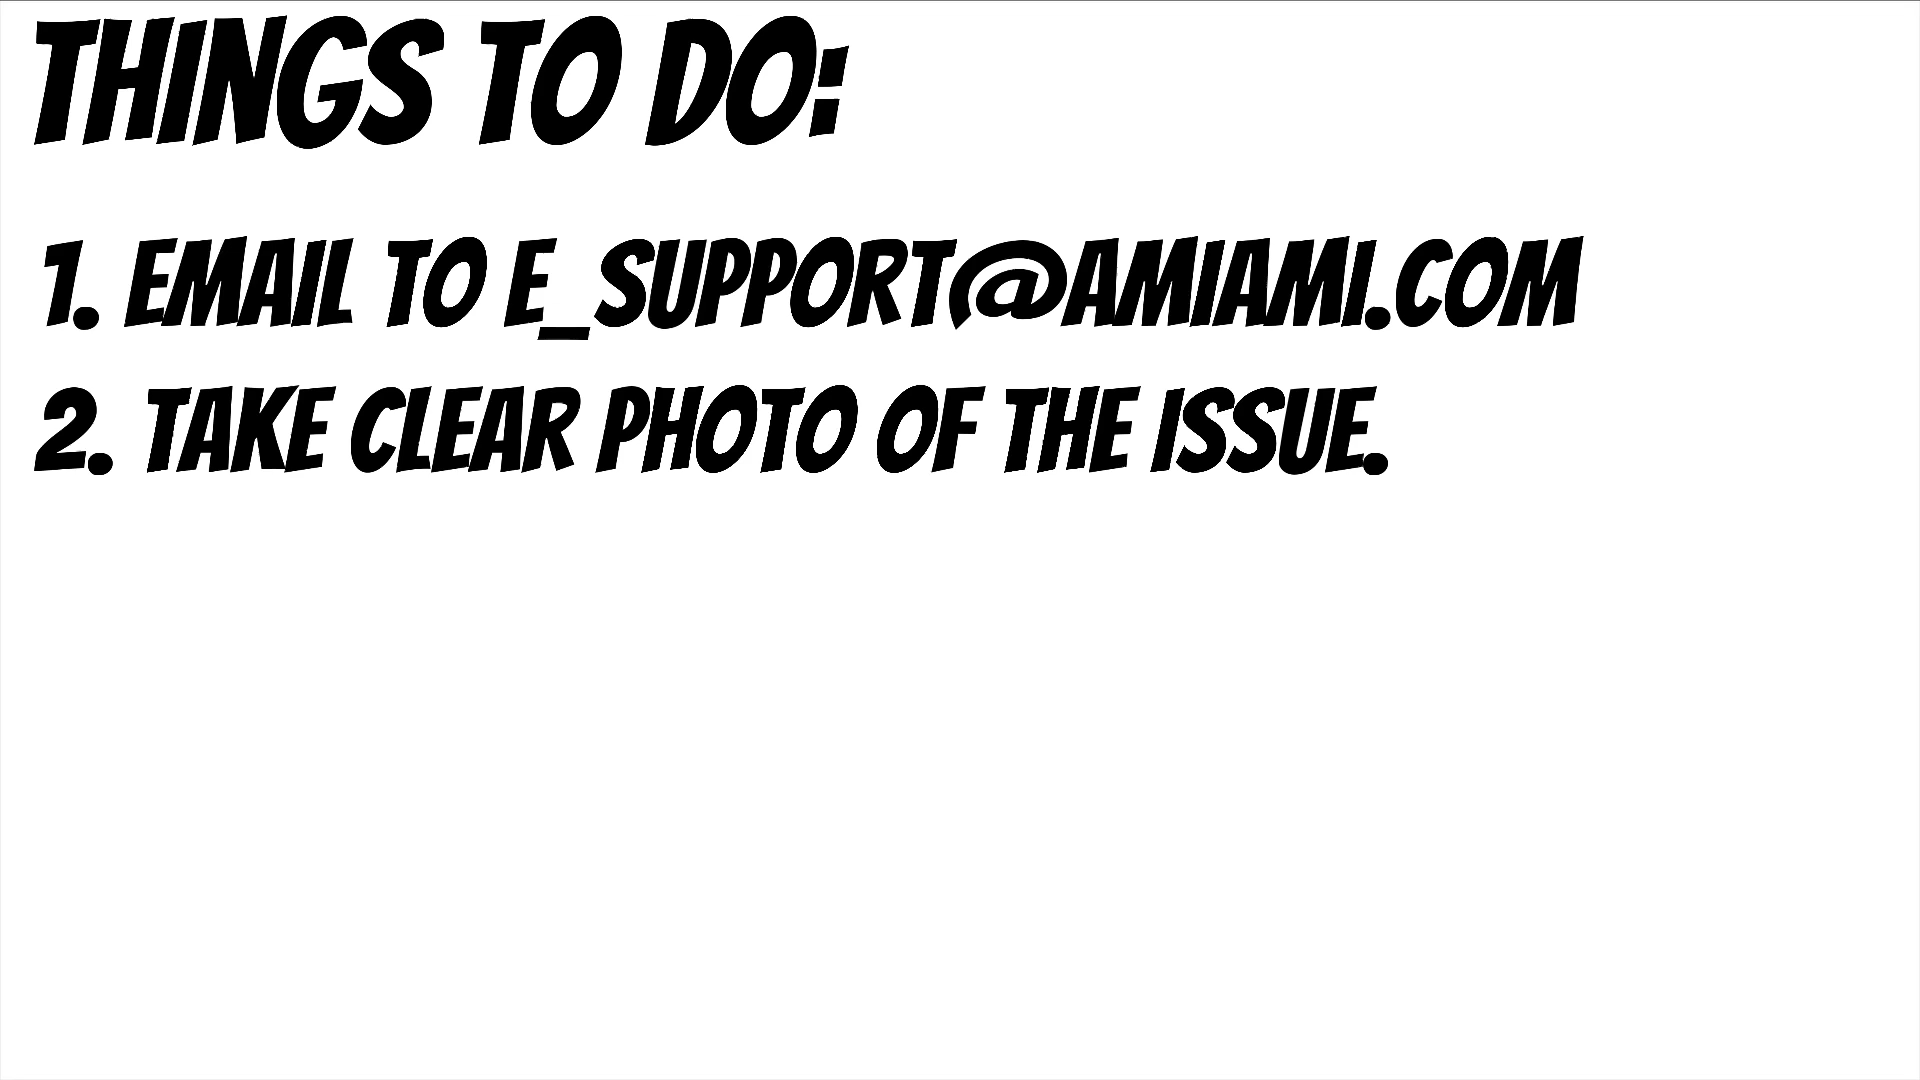 THINGS TO DO:
1. EMAIL TO E_SUPPORT@AMIAMI.COM
2. TAKE CLEAR PHOTO OF THE ISSUE.